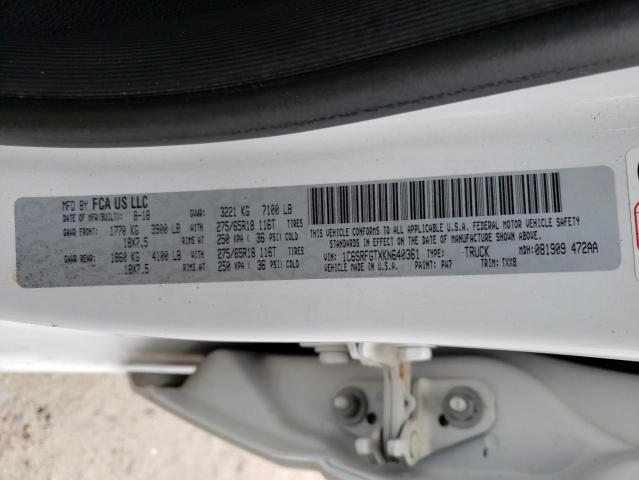 MFD BY FCA US LLC
DATE OF MFR(BUILT): 8-18 GVWR: 3221 KG 7100 LB
GAWR FRONT: 1770 KG 3900 LB WITH 275/65R18 116T TIRES
18X7.5 RIMS AT 250 KPA ( 36 PSI) COLD
GAWR REAR: 1860 KG 4100 LB WITH 275/65R18 116T TIRES
18X7.5 RIMS AT 250 KPA ( 36 PSI) COLD
THIS VEHICLE CONFORMS TO ALL APPLICABLE U.S.A. FEDERAL MOTOR VEHICLE SAFETY
STANDARDS IN EFFECT ON THE DATE OF MANUFACTURE SHOWN ABOVE.
VIN: 1C6SRFGTXKN640361 TYPE: TRUCK MDH: 081909 472AA
VEHICLE MADE IN U.S.A. PAINT: PW7 TRIM: TXX8